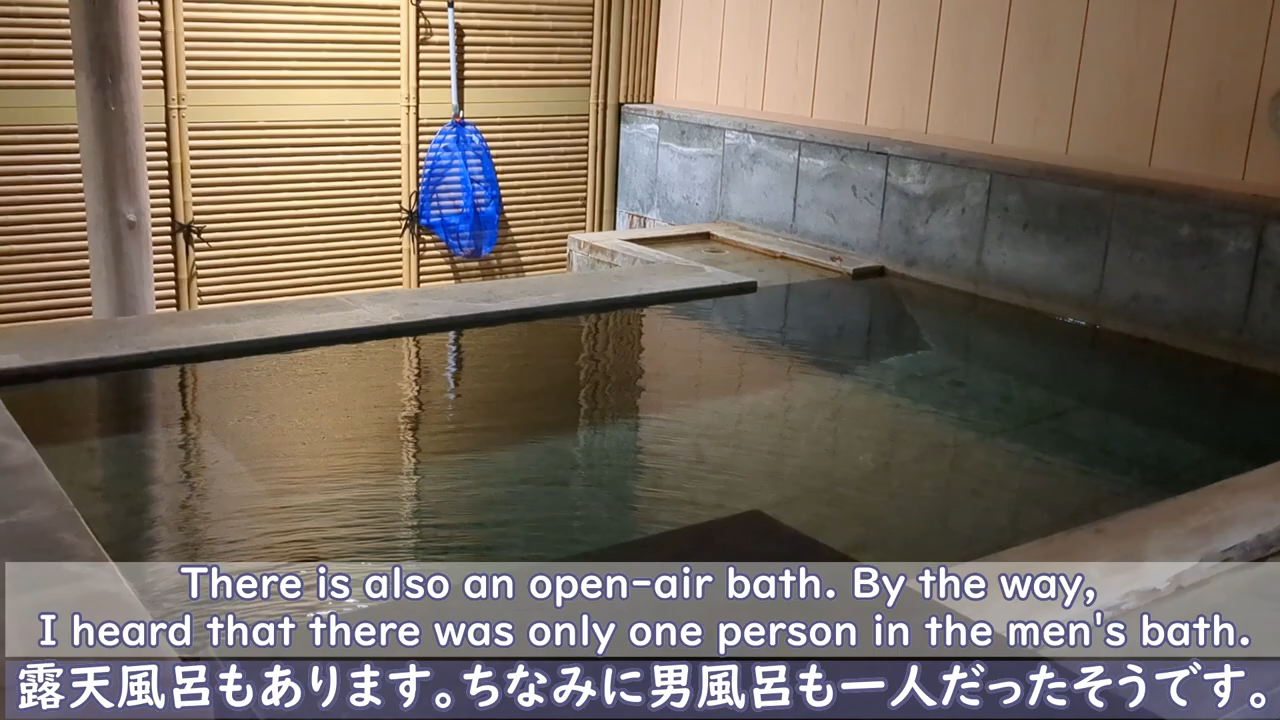 There is also an open-air bath. By the way,
I heard that there was only one person in the men's bath.
露天風呂もあります。ちなみに男風呂も一人だったそうです。